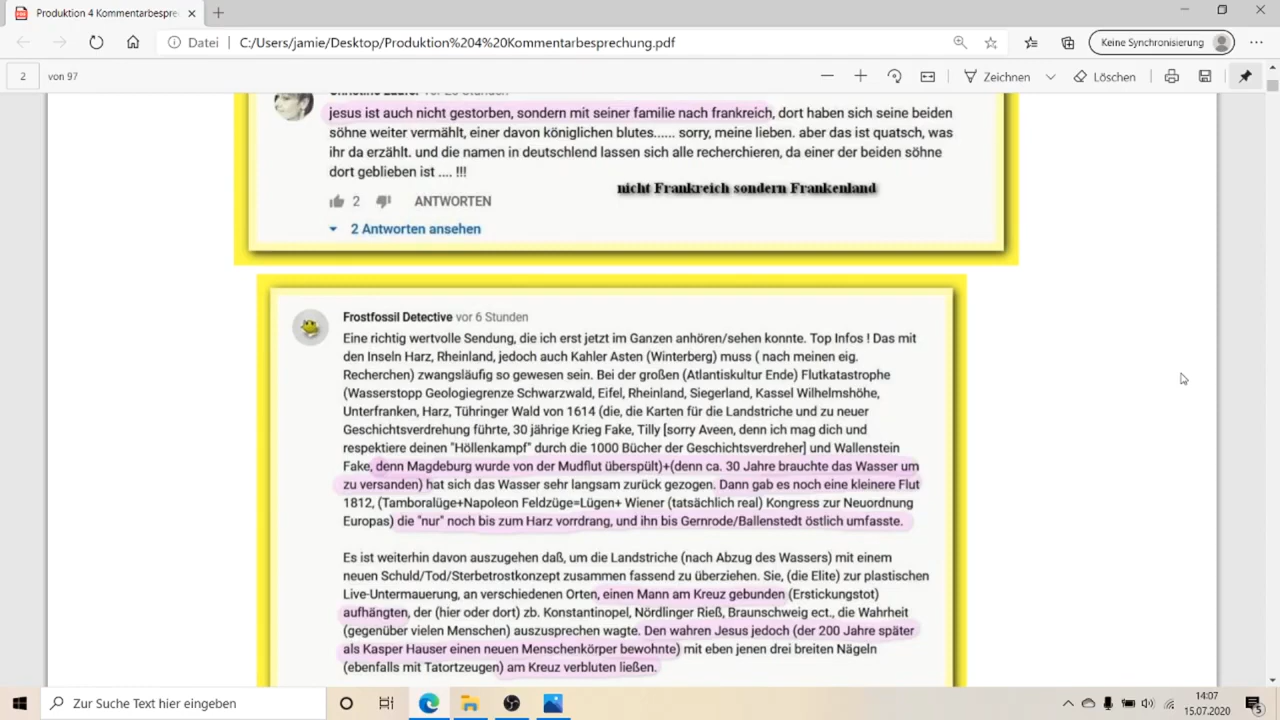 Produktion 4 Kommentarbespre
Datei
C:/Users/jamie/Desktop/Produktion%204%20Kommentarbesprechung.pdf
Keine Synchronisierung
2 von 97
Zeichnen
Löschen
jesus ist auch nicht gestorben, sondern mit seiner familie nach frankreich, dort haben sich seine beiden
söhne weiter vermählt, einer davon königlichen blutes...... sorry, meine lieben. aber das ist quatsch, was
ihr da erzählt. und die namen in deutschlend lassen sich alle recherchieren, da einer der beiden söhne
dort geblieben ist .... !!!
nicht Frankreich sondern Frankenland
2 ANTWORTEN
2 Antworten ansehen
Frostfossil Detective vor 6 Stunden
Eine richtig wertvolle Sendung, die ich erst jetzt im Ganzen anhören/sehen konnte. Top Infos ! Das mit
den Inseln Harz, Rheinland, jedoch auch Kahler Asten (Winterberg) muss ( nach meinen eig.
Recherchen) zwangsläufig so gewesen sein. Bei der großen (Atlantiskultur Ende) Flutkatastrophe
(Wasserstopp Geologiegrenze Schwarzwald, Eifel, Rheinland, Siegerland, Kassel Wilhelmshöhe,
Unterfranken, Harz, Tühringer Wald von 1614 (die, die Karten für die Landstriche und zu neuer
Geschichtsverdrehung führte, 30 jährige Krieg Fake, Tilly [sorry Aveen, denn ich mag dich und
respektiere deinen "Höllenkampf" durch die 1000 Bücher der Geschichtsverdreher] und Wallenstein
Fake, denn Magdeburg wurde von der Mudflut überspült)+(denn ca. 30 Jahre brauchte das Wasser um
zu versanden) hat sich das Wasser sehr langsam zurück gezogen. Dann gab es noch eine kleinere Flut
1812, (Tamboralüge+Napoleon Feldzüge=Lügen+ Wiener (tatsächlich real) Kongress zur Neuordnung
Europas) die "nur" noch bis zum Harz vorrdrang, und ihn bis Gernrode/Ballenstedt östlich umfasste.
Es ist weiterhin davon auszugehen daß, um die Landstriche (nach Abzug des Wassers) mit einem
neuen Schuld/Tod/Sterbetrostkonzept zusammen fassend zu überziehen. Sie, (die Elite) zur plastischen
Live-Untermauerung, an verschiedenen Orten, einen Mann am Kreuz gebunden (Erstickungstot)
aufhängten, der (hier oder dort) zb. Konstantinopel, Nördlinger Rieß, Braunschweig ect., die Wahrheit
(gegenüber vielen Menschen) auszusprechen wagte. Den wahren Jesus jedoch (der 200 Jahre später
als Kasper Hauser einen neuen Menschenkörper bewohnte) mit eben jenen drei breiten Nägeln
(ebenfalls mit Tatortzeugen) am Kreuz verbluten ließen.
Zur Suche Text hier eingeben
14:07
15.07.2020
5